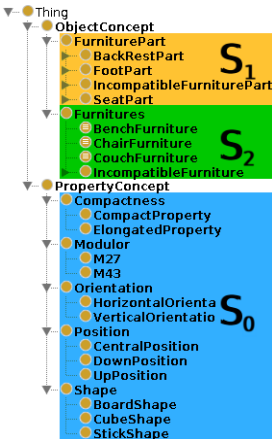 Thing
ObjectConcept
FurniturePart
BackRestPart
FootPart
IncompatibleFurniturePart
SeatPart
S1
Furnitures
BenchFurniture
ChairFurniture
CouchFurniture
IncompatibleFurniture
S2
PropertyConcept
Compactness
CompactProperty
ElongatedProperty
Modulor
M27
M43
Orientation
HorizontalOrienta
VerticalOrientatio
S0
Position
CentralPosition
DownPosition
UpPosition
Shape
BoardShape
CubeShape
StickShape